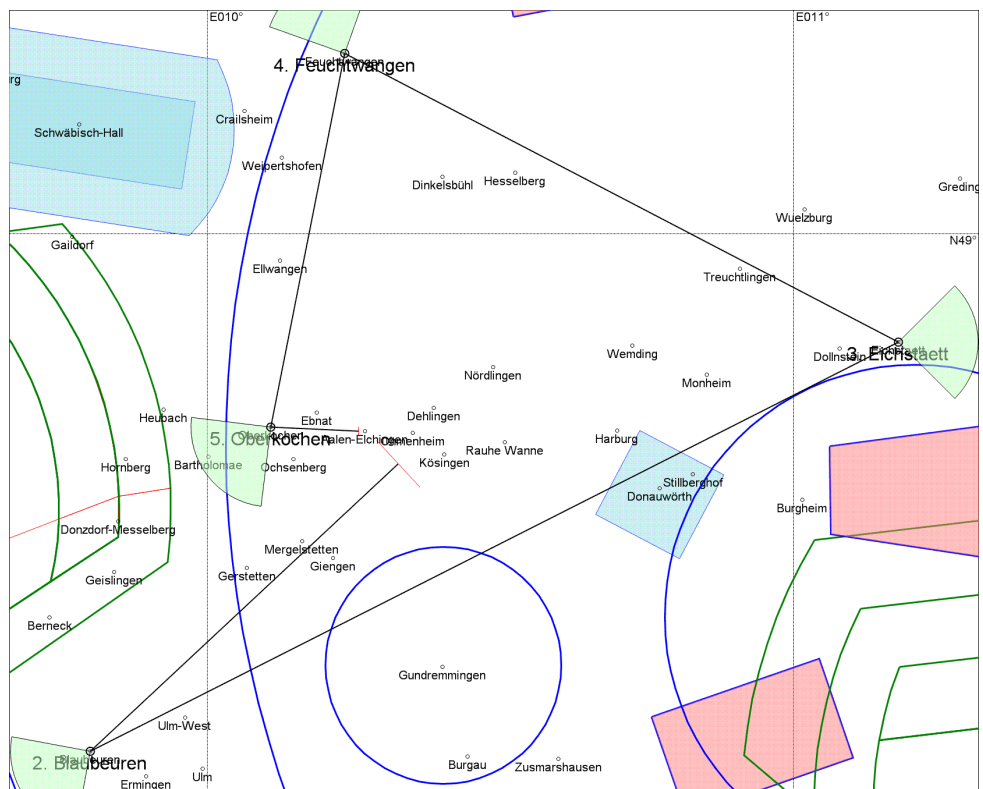 E010°
E011°
4. Feuchtwangen
Feuchtwangen
rg
Crailsheim
Schwäbisch-Hall
Weipertshofen
Dinkelsbühl
Hesselberg
Greding
Wuelzburg
N49°
Gaildorf
Ellwangen
Treuchtlingen
Wemding
Dollnstein
3. Eichstaett
Nördlingen
Monheim
Heubach
Ebnat
Dehlingen
5. Oberkochen
Aalen-Elchingen
Harburg
Rauhe Wanne
Kösingen
Hornberg
Bartholomae
Ochsenberg
Stillberghof
Donauwörth
Burgheim
Donzdorf-Messelberg
Mergelstetten
Giengen
Gerstetten
Geislingen
Berneck
Gundremmingen
Ulm-West
2. Blaubeuren
Burgau
Zusmarshausen
Ulm
Ermingen